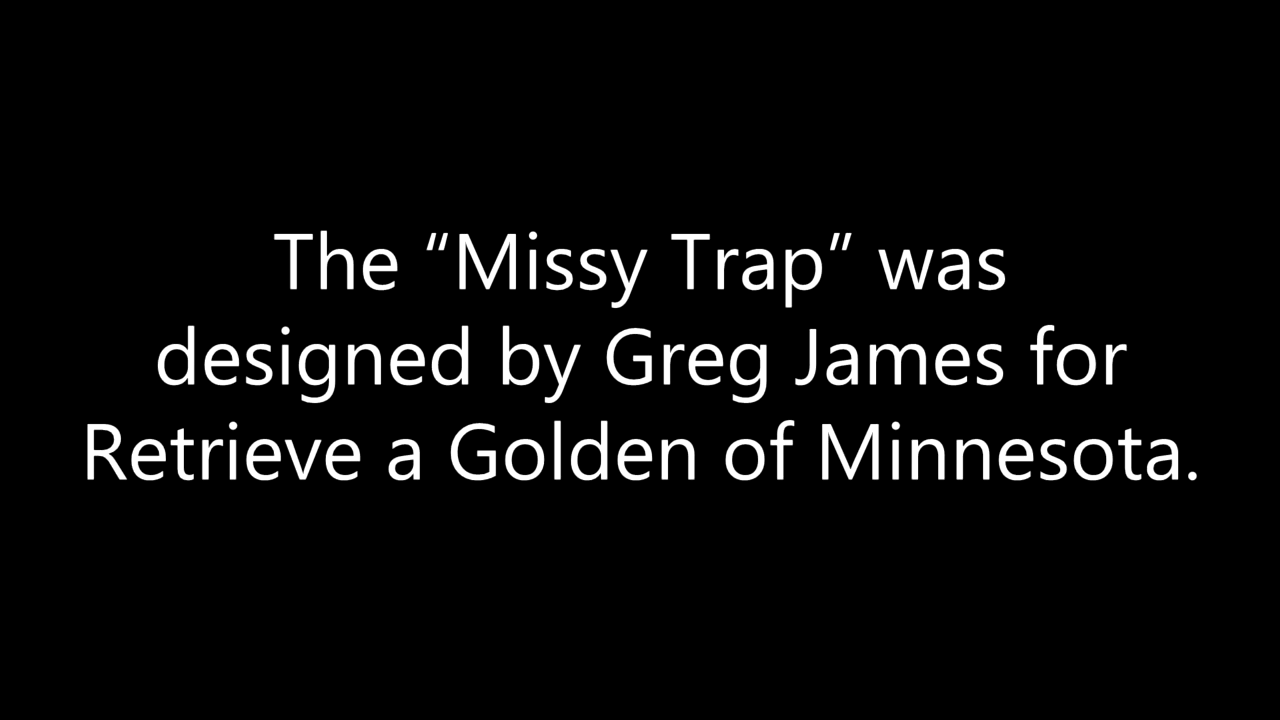 The “Missy Trap” was
designed by Greg James for
Retrieve a Golden of Minnesota.